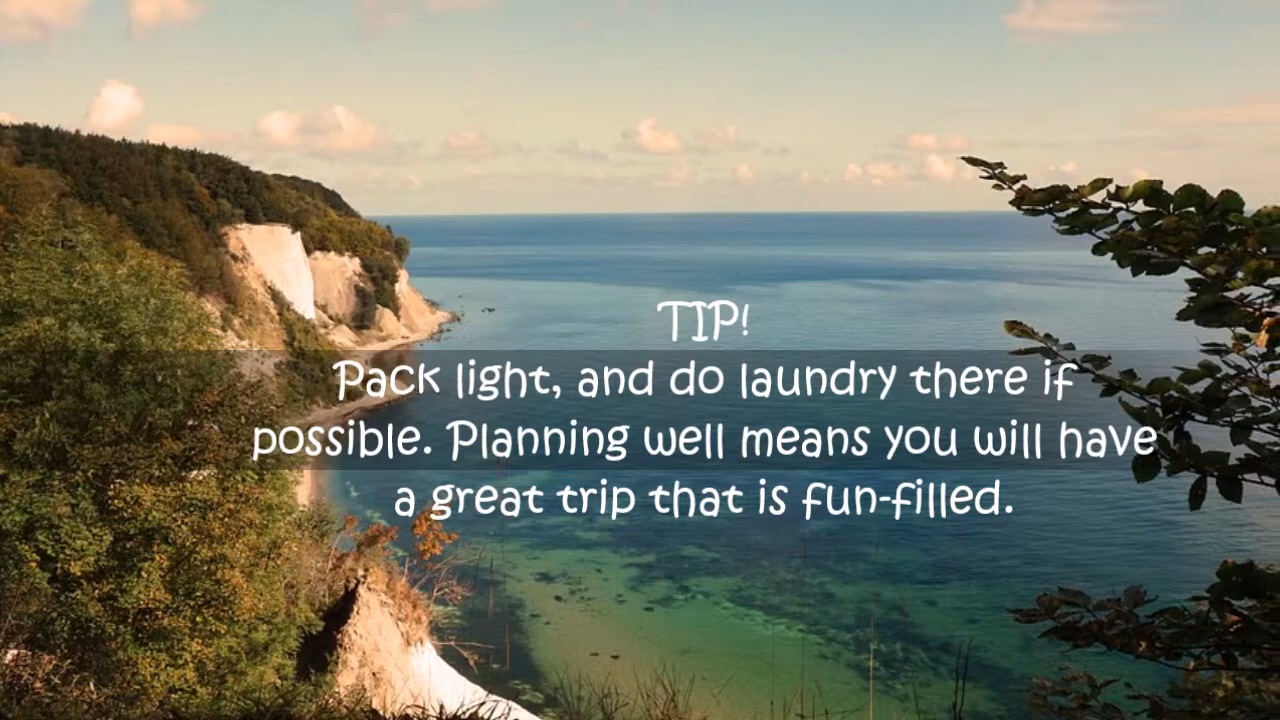 TIP!
Pack light, and do laundry there if
possible. Planning well means you will have
a great trip that is fun-filled.